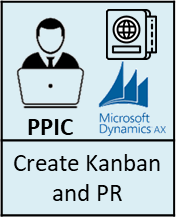 PPIC
Microsoft
Dynamics AX
Create Kanban
and PR